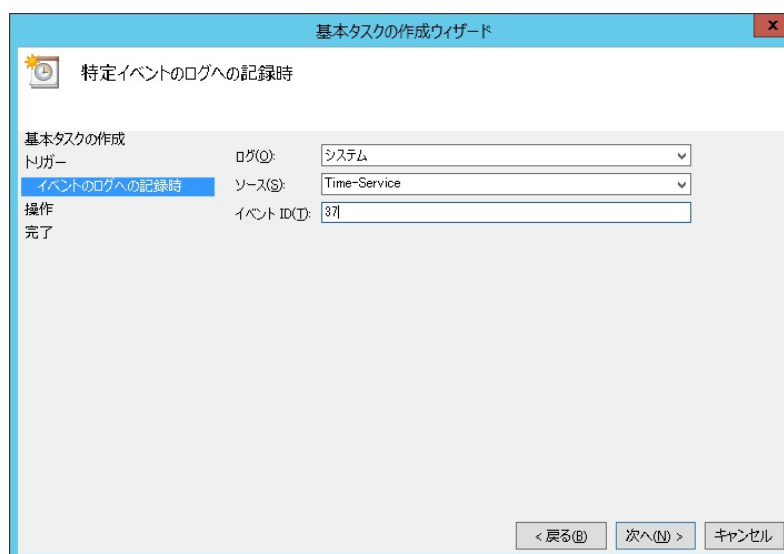 基本タスクの作成ウィザード
x
特定イベントのログへの記録時
基本タスクの作成
トリガー
イベントのログへの記録時
操作
完了
ログ(O): システム
ソース(S): Time-Service
イベント ID(T): 37
< 戻る(B) 次へ(N) > キャンセル